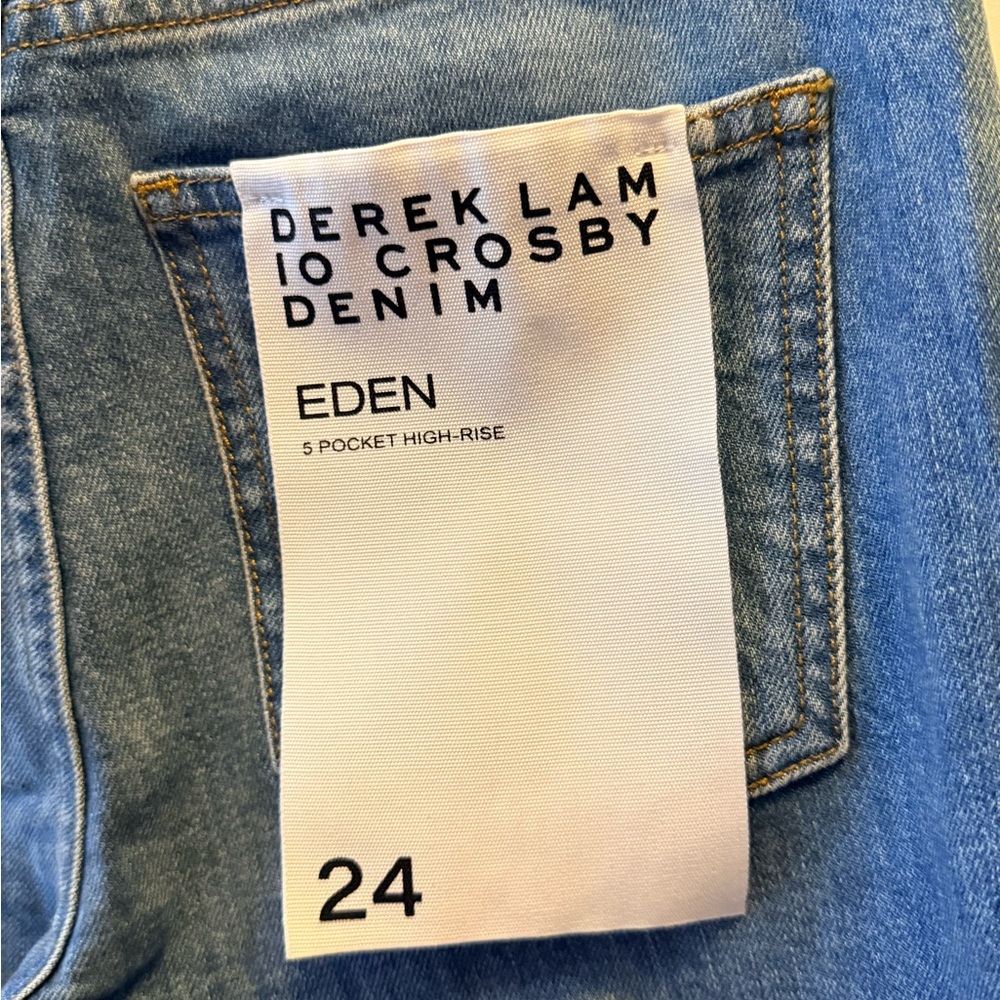 DEREK LAM
10 CROSBY
DENIM
EDEN
5 POCKET HIGH-RISE
24